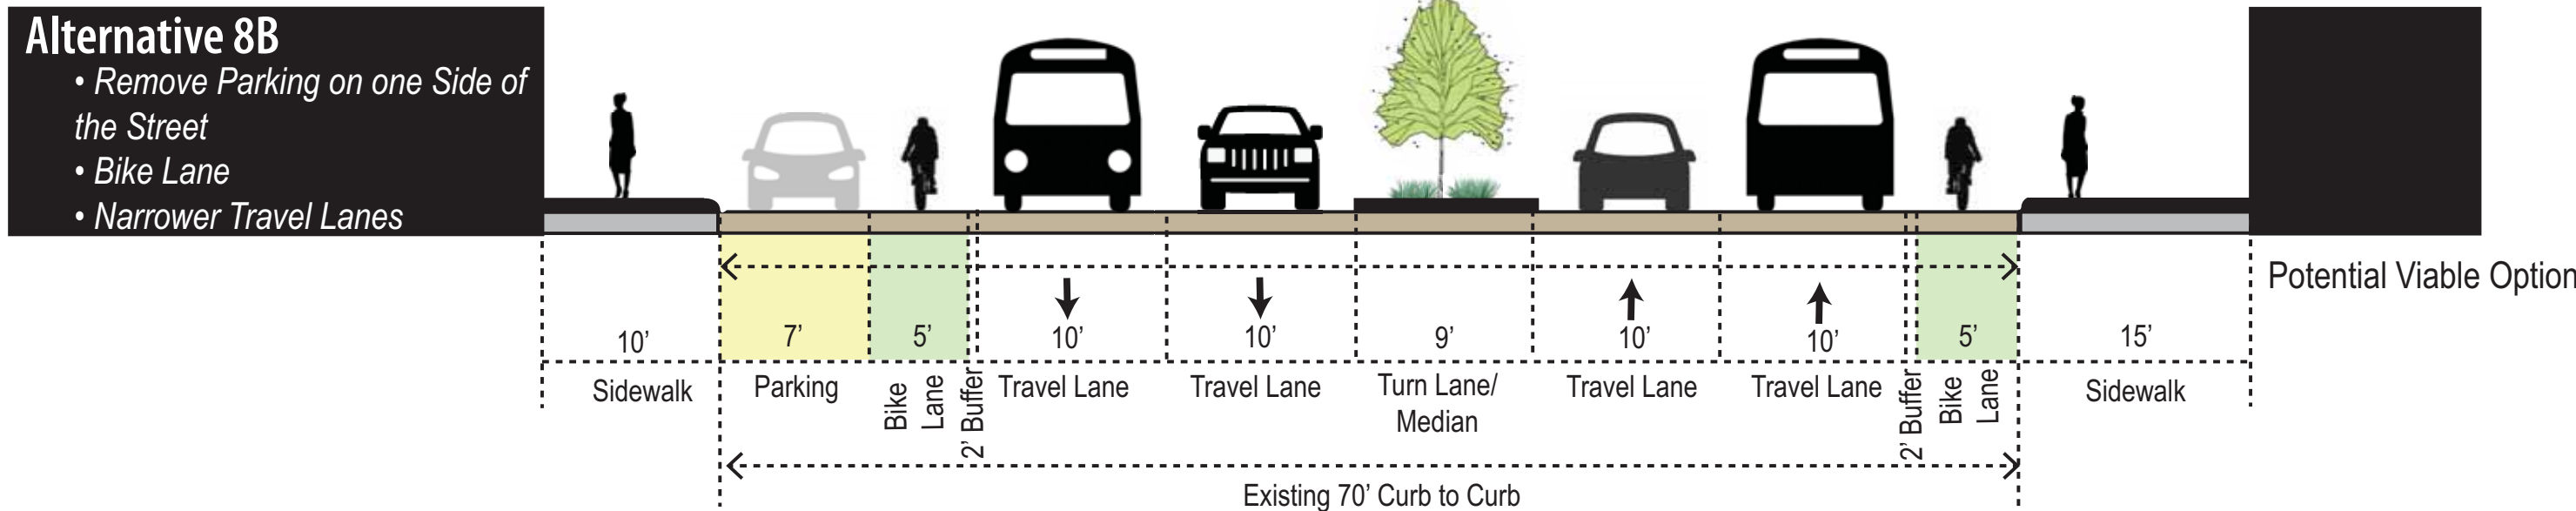 Alternative 8B
• Remove Parking on one Side of
the Street
• Bike Lane
• Narrower Travel Lanes
Potential Viable Option
10’
7’
5’
10’
10’
9’
10’
10’
5’
15’
Sidewalk
Parking
Bike
Lane
2’ Buffer
Travel Lane
Travel Lane
Turn Lane/
Median
Travel Lane
Travel Lane
2’ Buffer
Bike
Lane
Sidewalk
Existing 70’ Curb to Curb